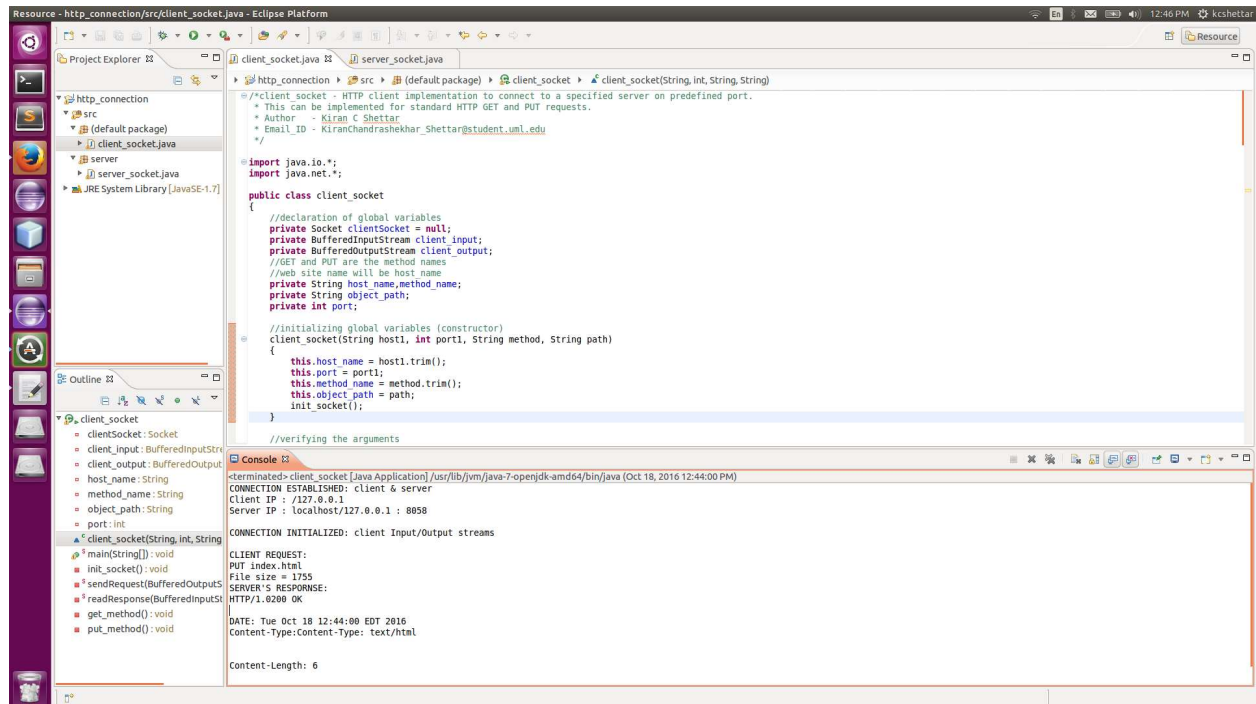 Resource - http_connection/src/client_socket.java - Eclipse Platform
En
12:46 PM
kcshettar
Resource
Project Explorer
http_connection
src
(default package)
client_socket.java
server
server_socket.java
JRE System Library [JavaSE-1.7]
Outline
client_socket
clientSocket : Socket
client_input : BufferedInputStre
client_output : BufferedOutput
host_name : String
method_name : String
object_path : String
port : int
client_socket(String, int, String
main(String[]) : void
init_socket() : void
sendRequest(BufferedOutputS
readResponse(BufferedInputSt
get_method() : void
put_method() : void
client_socket.java
server_socket.java
http_connection
src
(default package)
client_socket
client_socket(String, int, String, String)
/*client_socket - HTTP client implementation to connect to a specified server on predefined port.
* This can be implemented for standard HTTP GET and PUT requests.
* Author - Kiran C Shettar
* Email_ID - KiranChandrashekhar_Shettar@student.uml.edu
*/
import java.io.*;
import java.net.*;
public class client_socket
{
//declaration of global variables
private Socket clientSocket = null;
private BufferedInputStream client_input;
private BufferedOutputStream client_output;
//GET and PUT are the method names
//web site name will be host_name
private String host_name,method_name;
private String object_path;
private int port;
//initializing global variables (constructor)
client_socket(String host1, int port1, String method, String path)
{
this.host_name = host1.trim();
this.port = port1;
this.method_name = method.trim();
this.object_path = path;
init_socket();
}
//verifying the arguments
Console
<terminated> client_socket [Java Application] /usr/lib/jvm/java-7-openjdk-amd64/bin/java (Oct 18, 2016 12:44:00 PM)
CONNECTION ESTABLISHED: client & server
Client IP : /127.0.0.1
Server IP : localhost/127.0.0.1 : 8058
CONNECTION INITIALIZED: client Input/Output streams
CLIENT REQUEST:
PUT index.html
File size = 1755
SERVER'S RESPORNSE:
HTTP/1.0200 OK
DATE: Tue Oct 18 12:44:00 EDT 2016
Content-Type:Content-Type: text/html
Content-Length: 6